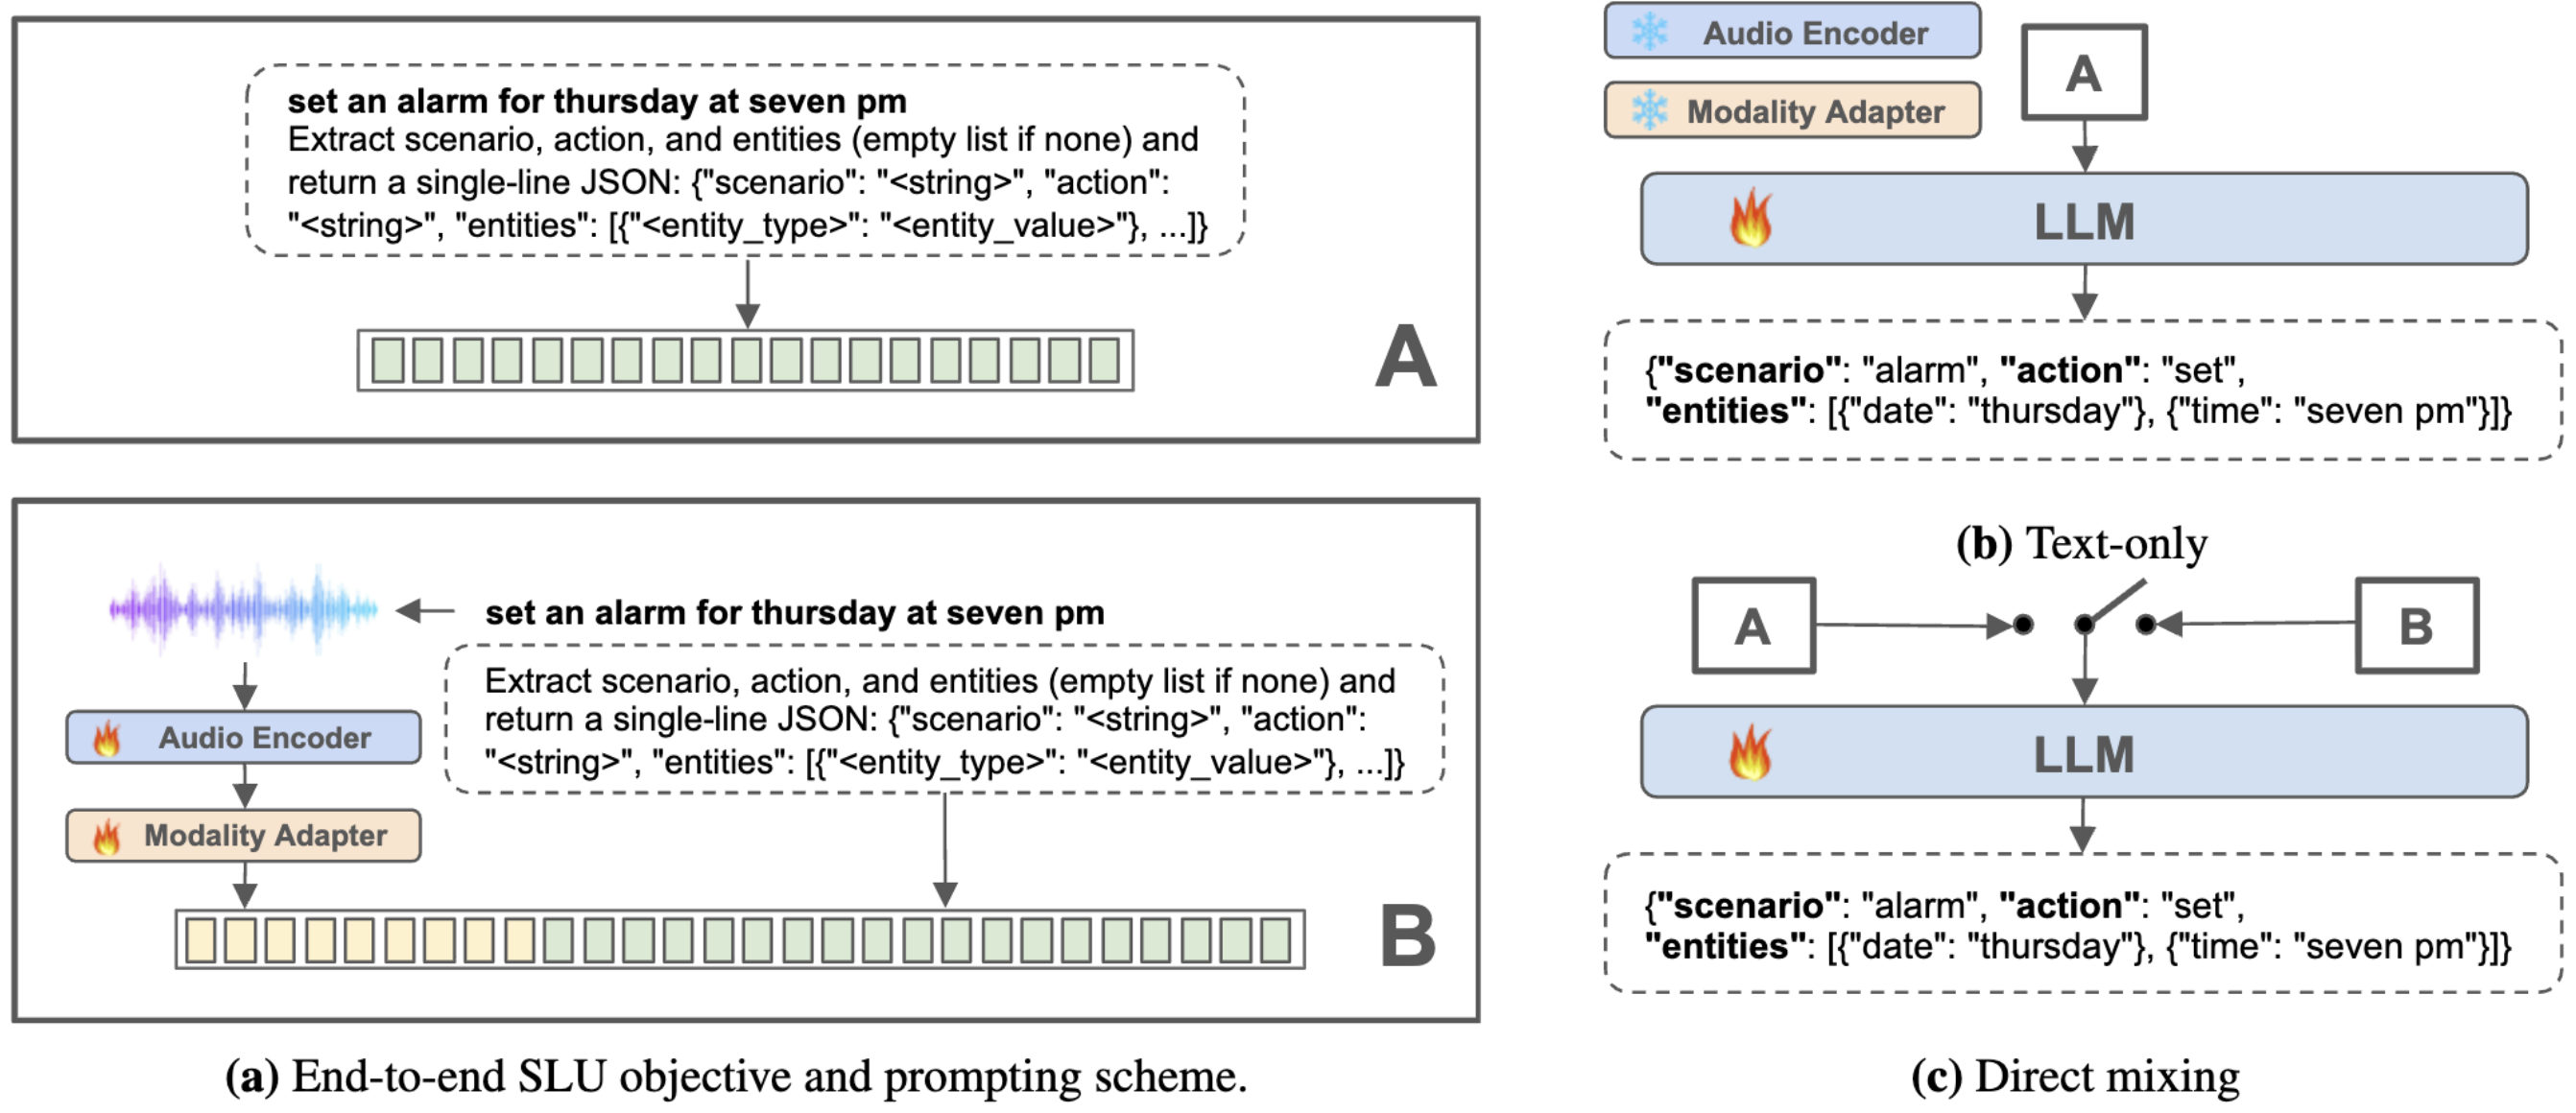 set an alarm for thursday at seven pm
Extract scenario, action, and entities (empty list if none) and
return a single-line JSON: {"scenario": "<string>", "action":
"<string>", "entities": [{"<entity_type>": "<entity_value>"}, ...]}
A
set an alarm for thursday at seven pm
Extract scenario, action, and entities (empty list if none) and
return a single-line JSON: {"scenario": "<string>", "action":
"<string>", "entities": [{"<entity_type>": "<entity_value>"}, ...]}
Audio Encoder
Modality Adapter
B
(a) End-to-end SLU objective and prompting scheme.
Audio Encoder
Modality Adapter
A
LLM
{"scenario": "alarm", "action": "set",
"entities": [{"date": "thursday"}, {"time": "seven pm"}]}
(b) Text-only
A
B
LLM
{"scenario": "alarm", "action": "set",
"entities": [{"date": "thursday"}, {"time": "seven pm"}]}
(c) Direct mixing